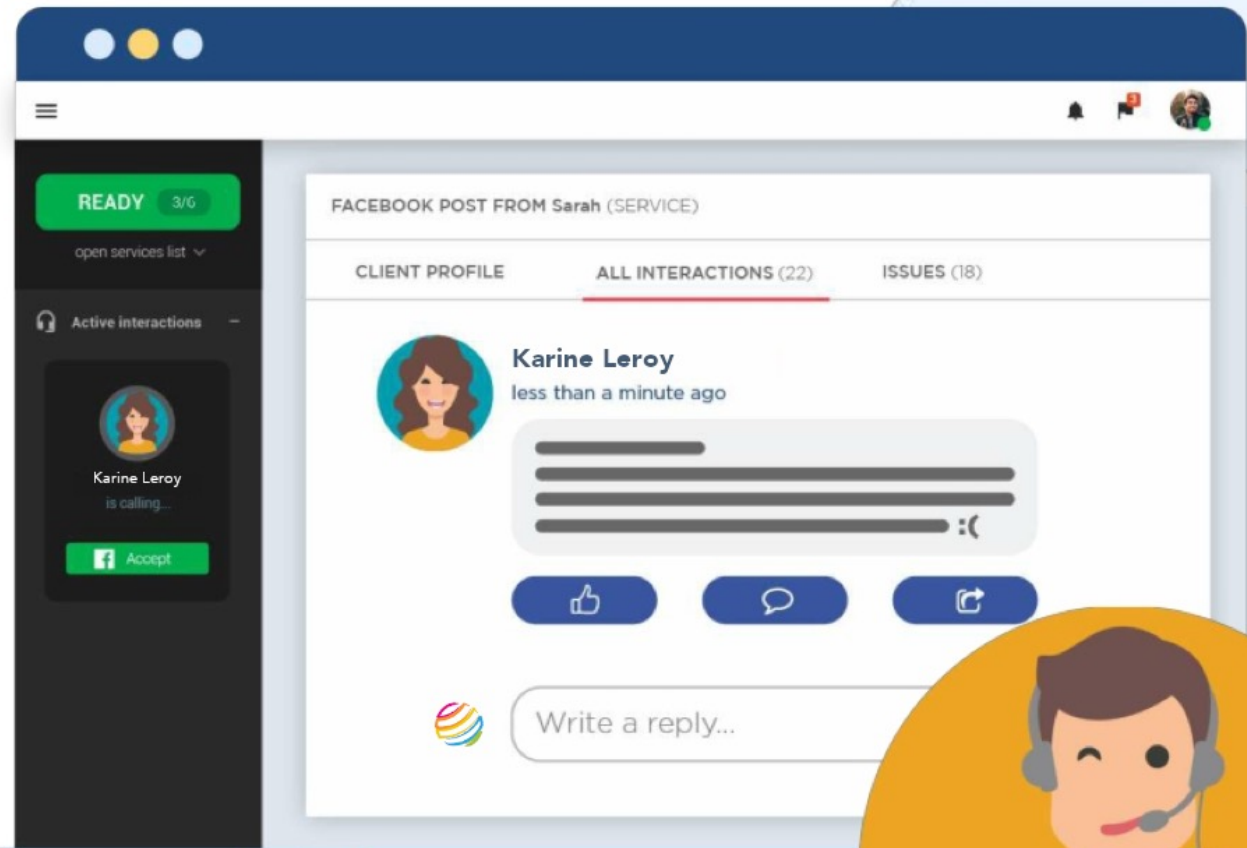 3
READY 3/6
open services list
Active interactions
Karine Leroy
is calling...
Accept
FACEBOOK POST FROM Sarah (SERVICE)
CLIENT PROFILE ALL INTERACTIONS (22) ISSUES (18)
Karine Leroy
less than a minute ago
:(
Write a reply...